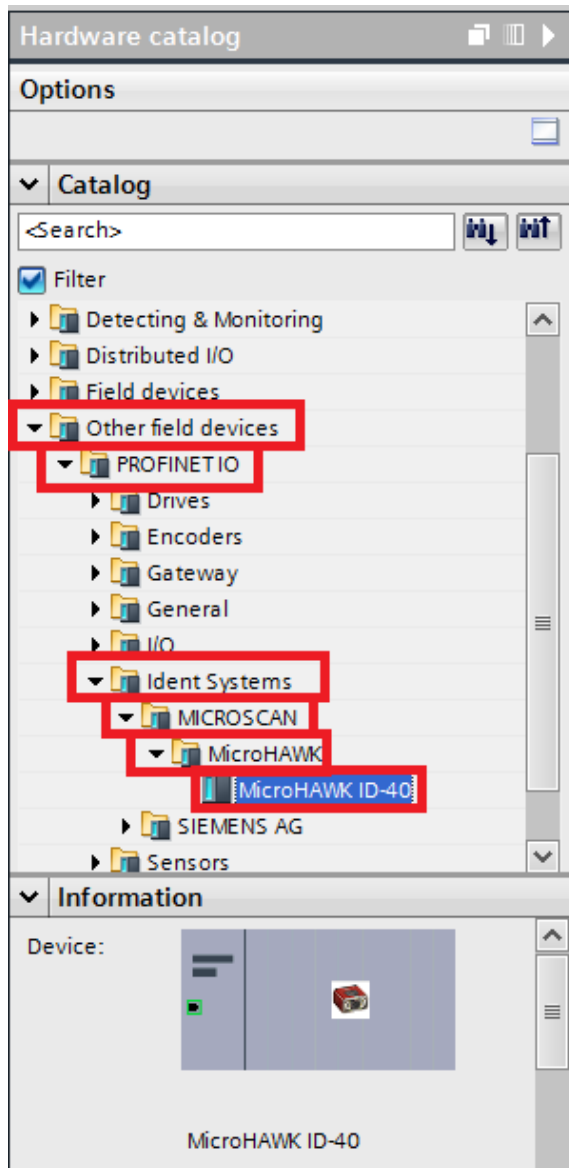 Hardware catalog
Options
Catalog
<Search>
Filter
Detecting & Monitoring
Distributed I/O
Field devices
Other field devices
PROFINET IO
Drives
Encoders
Gateway
General
I/O
Ident Systems
MICROSCAN
MicroHAWK
MicroHAWK ID-40
SIEMENS AG
Sensors
Information
Device:
MicroHAWK ID-40